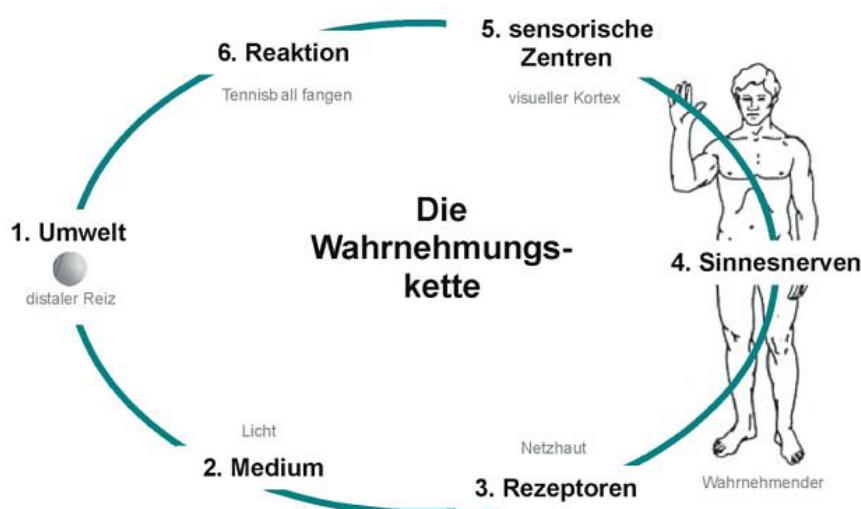 5. sensorische
Zentren
6. Reaktion
Tennisball fangen
visueller Kortex
Die
Wahrnehmungs-
kette
1. Umwelt
distaler Reiz
4. Sinnesnerven
Licht
2. Medium
Netzhaut
3. Rezeptoren
Wahrnehmender